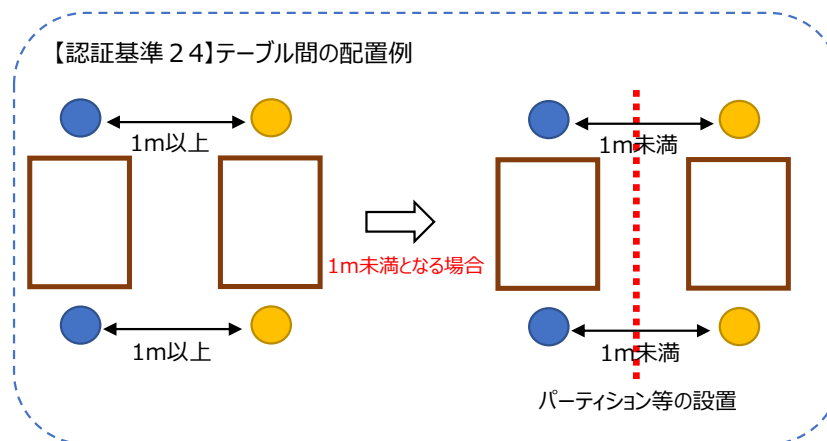 【認証基準２４】テーブル間の配置例
1m以上
1m未満
1m未満となる場合
1m以上
1m未満
パーティション等の設置